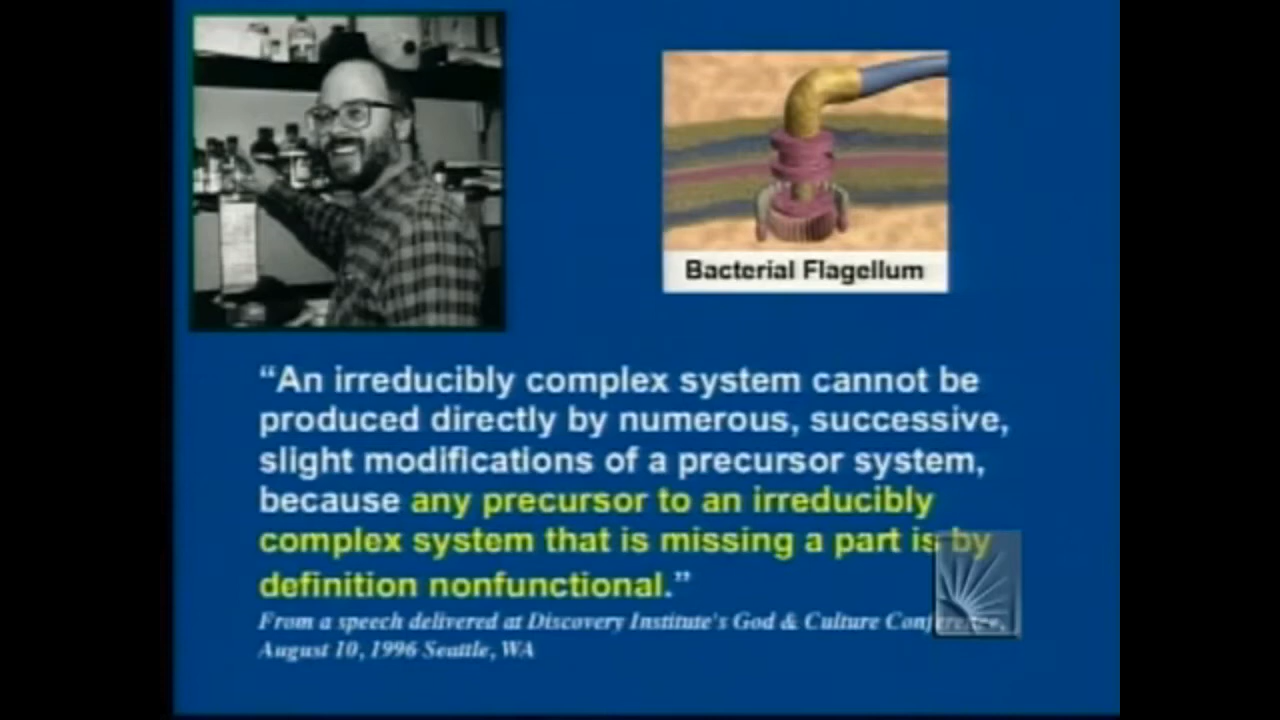 Bacterial Flagellum
“An irreducibly complex system cannot be
produced directly by numerous, successive,
slight modifications of a precursor system,
because any precursor to an irreducibly
complex system that is missing a part is by
definition nonfunctional.”
From a speech delivered at Discovery Institute's God & Culture Conference,
August 10, 1996 Seattle, WA